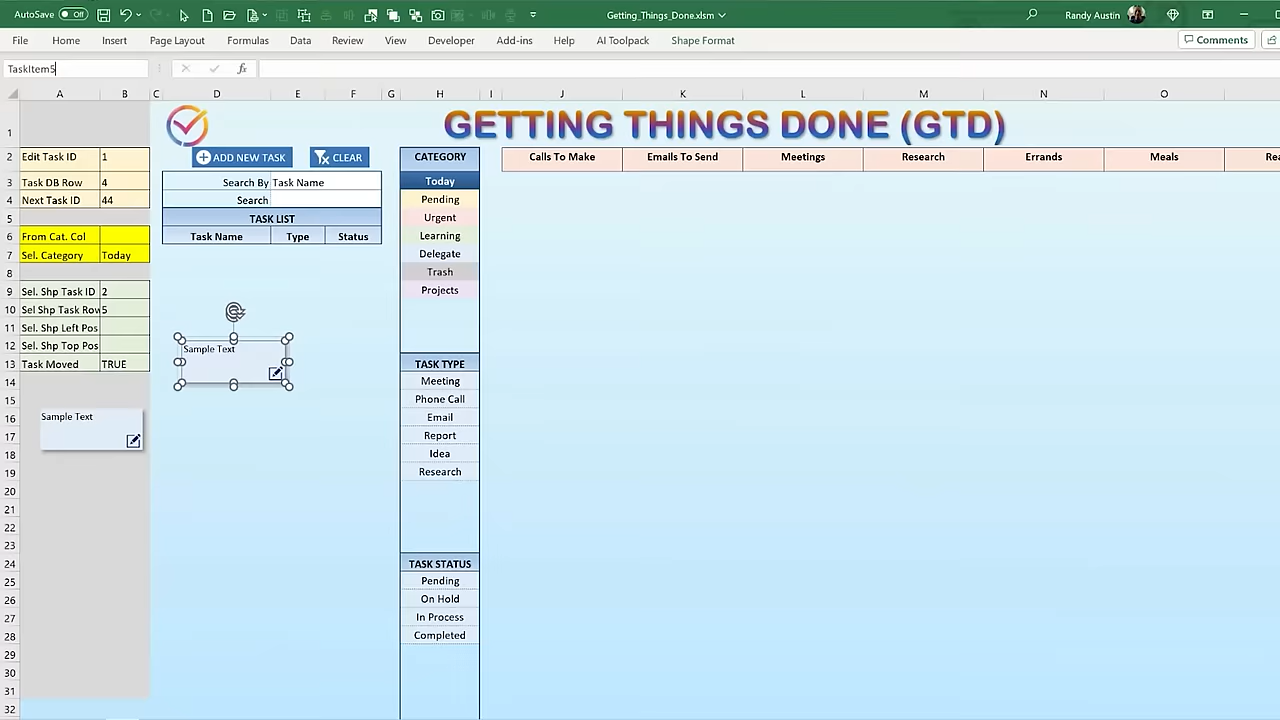 AutoSave Off
Getting_Things_Done.xlsm
Randy Austin
File Home Insert Page Layout Formulas Data Review View Developer Add-ins Help AI Toolpack Shape Format
Comments
TaskItemS
fx
A B C D E F G H I J K L M N O
1 GETTING THINGS DONE (GTD)
2 Edit Task ID 1 ADD NEW TASK CLEAR CATEGORY Calls To Make Emails To Send Meetings Research Errands Meals Rea
3 Task DB Row 4 Search By Task Name Today
4 Next Task ID 44 Search Pending
5 TASK LIST Urgent
6 From Cat. Col Task Name Type Status Learning
7 Sel. Category Today Delegate
8 Trash
9 Sel. Shp Task ID 2 Projects
10 Sel Shp Task Row 5
11 Sel. Shp Left Pos
12 Sel. Shp Top Pos Sample Text
13 Task Moved TRUE TASK TYPE
14 Meeting
15 Phone Call
16 Sample Text Email
17 Report
18 Idea
19 Research
20
21
22
23
24 TASK STATUS
25 Pending
26 On Hold
27 In Process
28 Completed
29
30
31
32